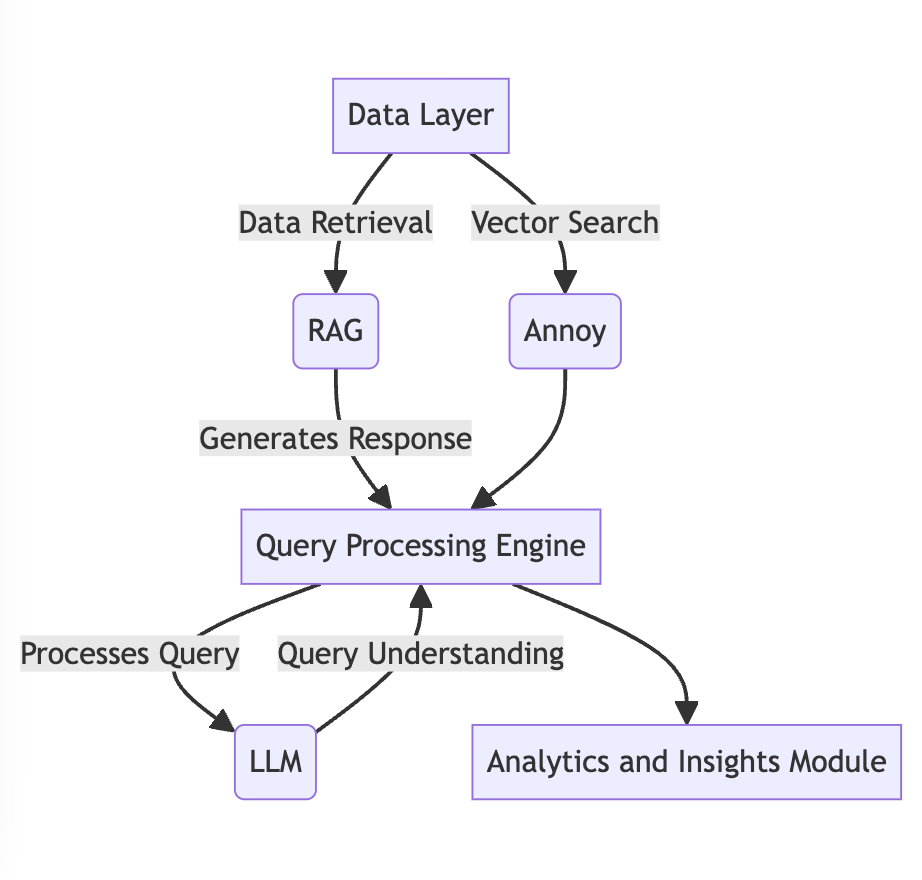 Data Layer
Data Retrieval
Vector Search
RAG
Annoy
Generates Response
Query Processing Engine
Processes Query
Query Understanding
LLM
Analytics and Insights Module